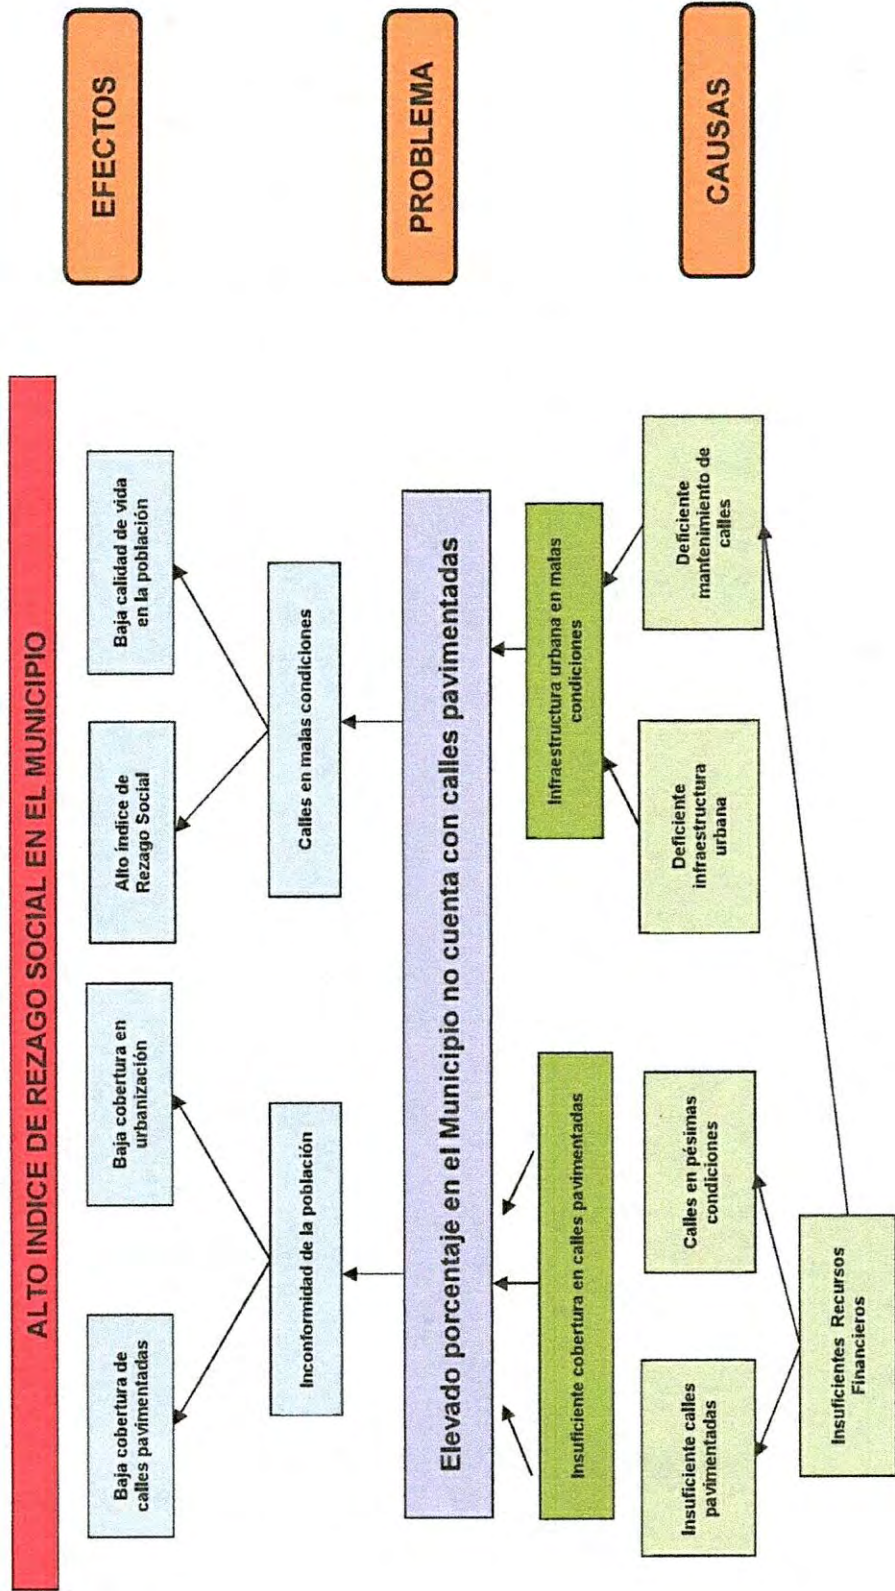 ALTO INDICE DE REZAGO SOCIAL EN EL MUNICIPIO
EFECTOS
Baja cobertura de
calles pavimentadas
Baja cobertura en
urbanización
Alto índice de
Rezago Social
Baja calidad de vida
en la población
Inconformidad de la población
Calles en malas condiciones
PROBLEMA
Elevado porcentaje en el Municipio no cuenta con calles pavimentadas
Insuficiente cobertura en calles pavimentadas
Infraestructura urbana en malas
condiciones
CAUSAS
Insuficiente calles
pavimentadas
Calles en pésimas
condiciones
Deficiente
infraestructura
urbana
Deficiente
mantenimiento de
calles
Insuficientes Recursos
Financieros